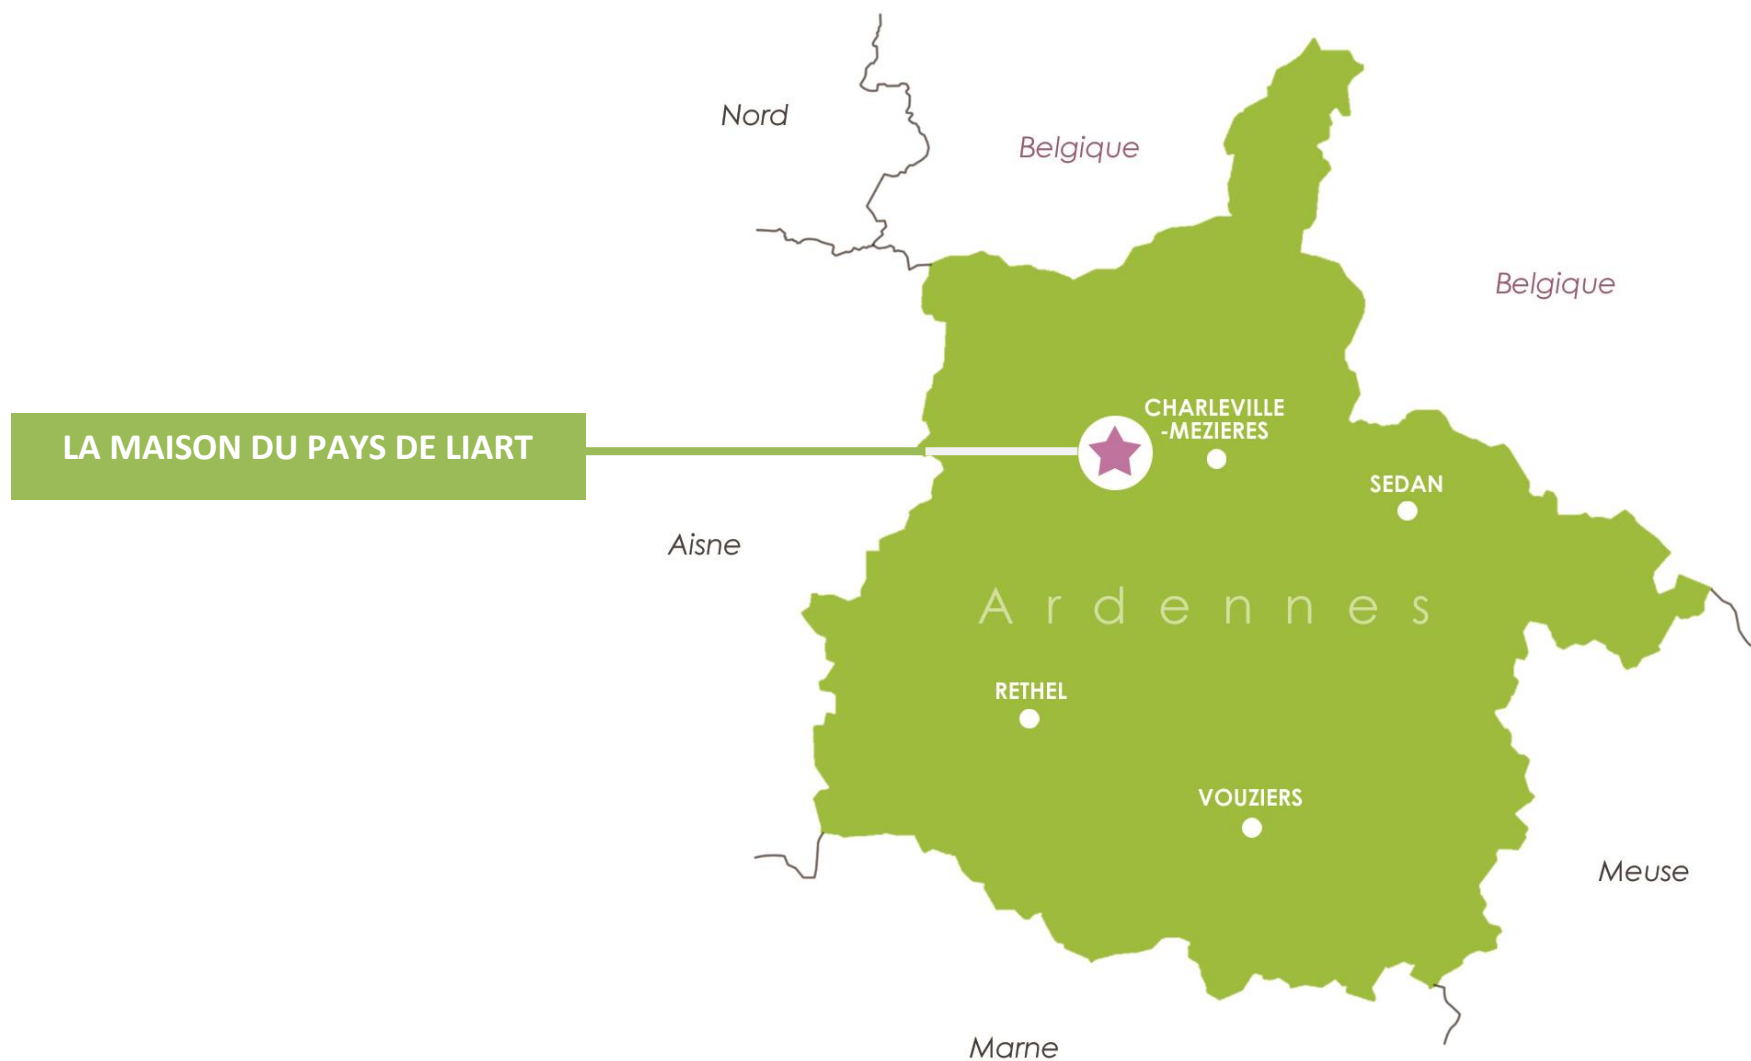 Nord
Belgique
Belgique
CHARLEVILLE
-MEZIERES
LA MAISON DU PAYS DE LIART
SEDAN
Aisne
Ardennes
RETHEL
VOUZIERS
Meuse
Marne